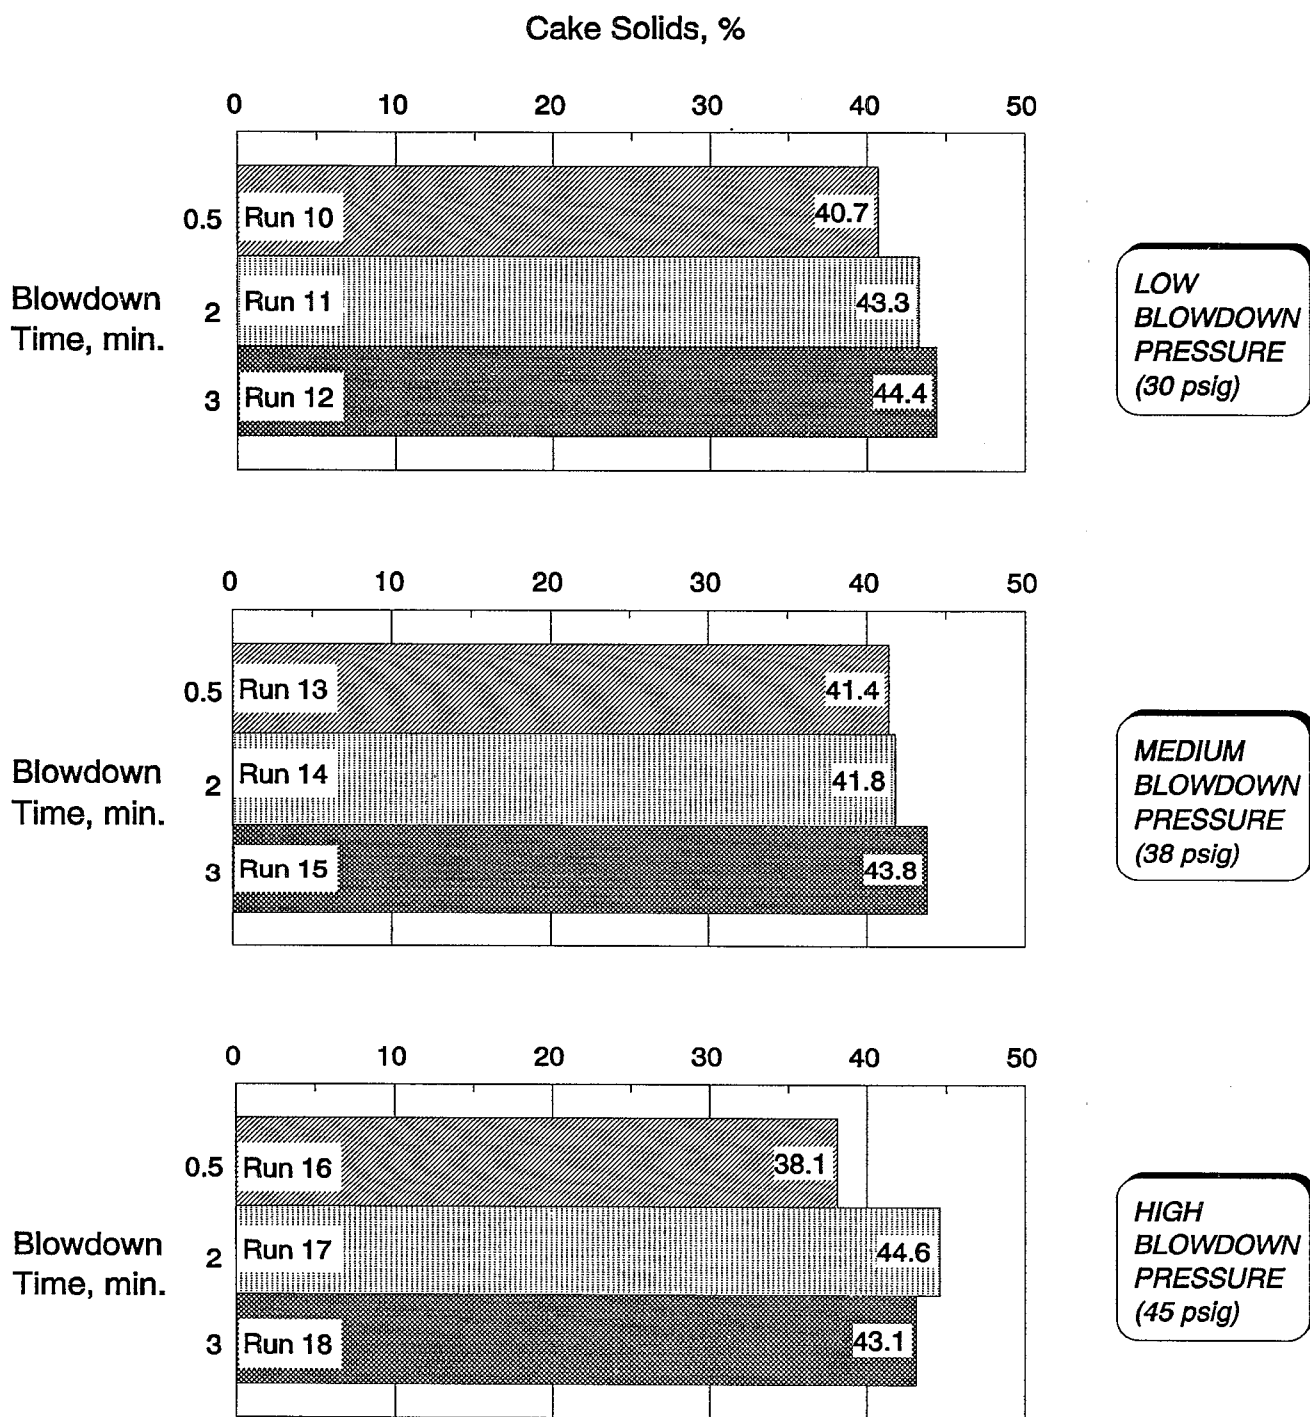 Cake Solids, %
0 10 20 30 40 50
0.5 Run 10 40.7
Blowdown
Time, min.
2 Run 11 43.3
3 Run 12 44.4
LOW
BLOWDOWN
PRESSURE
(30 psig)
0 10 20 30 40 50
0.5 Run 13 41.4
Blowdown
Time, min.
2 Run 14 41.8
3 Run 15 43.8
MEDIUM
BLOWDOWN
PRESSURE
(38 psig)
0 10 20 30 40 50
0.5 Run 16 38.1
Blowdown
Time, min.
2 Run 17 44.6
3 Run 18 43.1
HIGH
BLOWDOWN
PRESSURE
(45 psig)